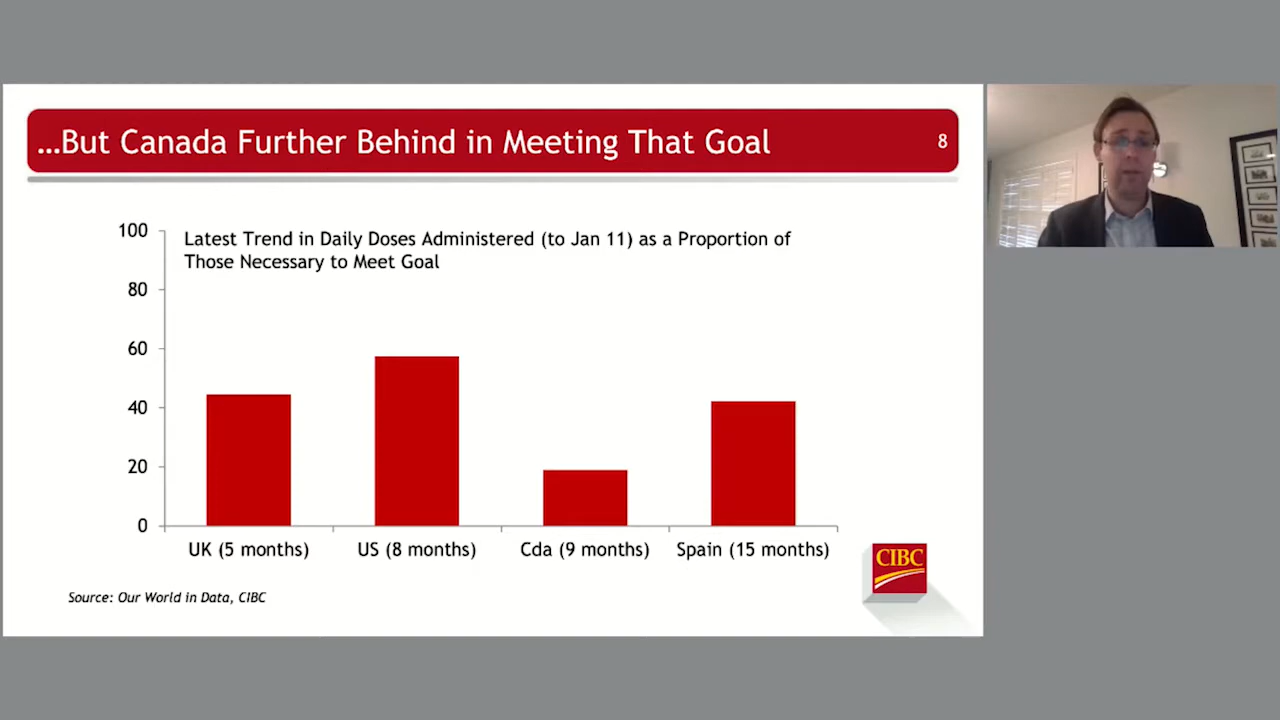 …But Canada Further Behind in Meeting That Goal
8
Latest Trend in Daily Doses Administered (to Jan 11) as a Proportion of
Those Necessary to Meet Goal
100
80
60
40
20
0
UK (5 months)
US (8 months)
Cda (9 months)
Spain (15 months)
Source: Our World in Data, CIBC
CIBC